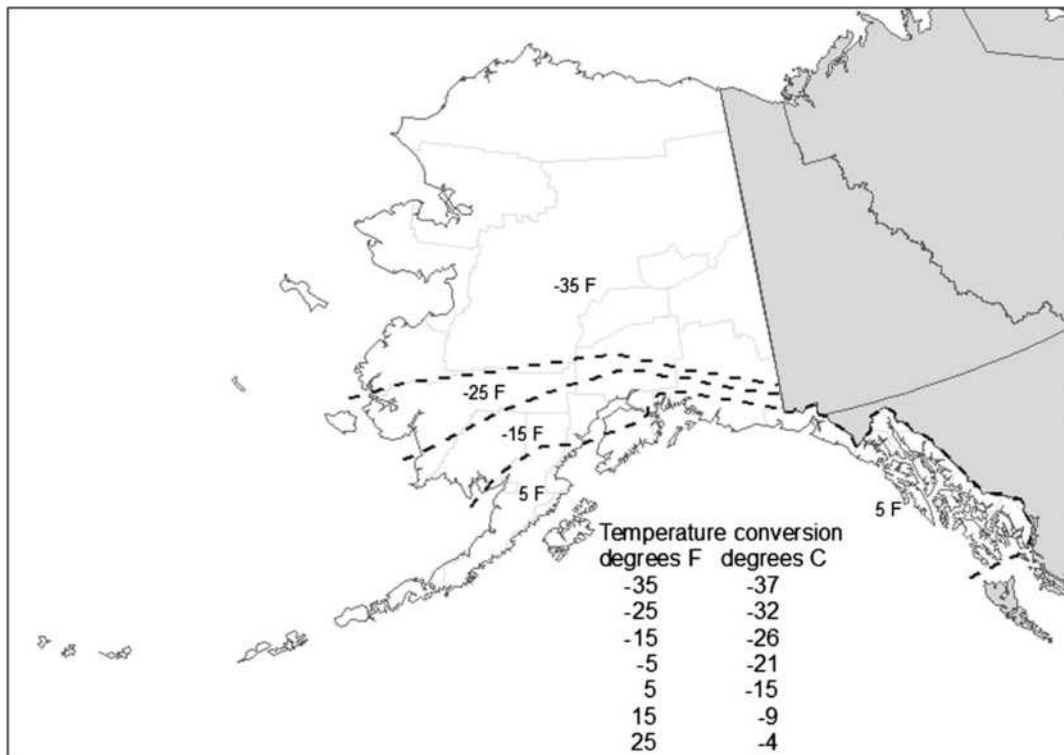 -35 F
-25 F
-15 F
5 F
5 F
Temperature conversion
degrees F degrees C
-35 -37
-25 -32
-15 -26
-5 -21
5 -15
15 -9
25 -4